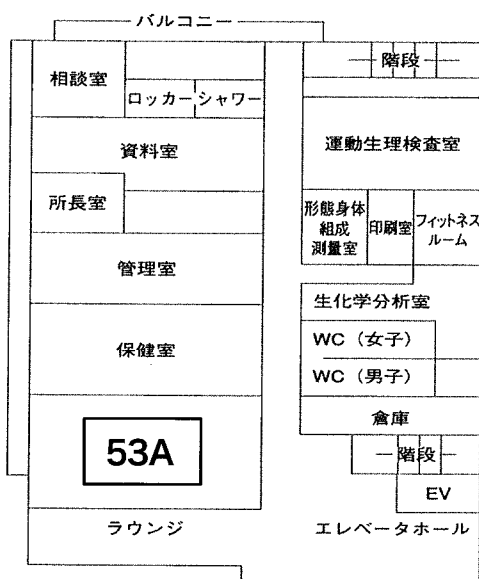 バルコニー
相談室
階段
ロッカー
シャワー
資料室
運動生理検査室
所長室
形態身体
組成
測量室
印刷室
フィットネス
ルーム
管理室
生化学分析室
保健室
WC（女子）
WC（男子）
倉庫
53A
階段
EV
ラウンジ
エレベータホール